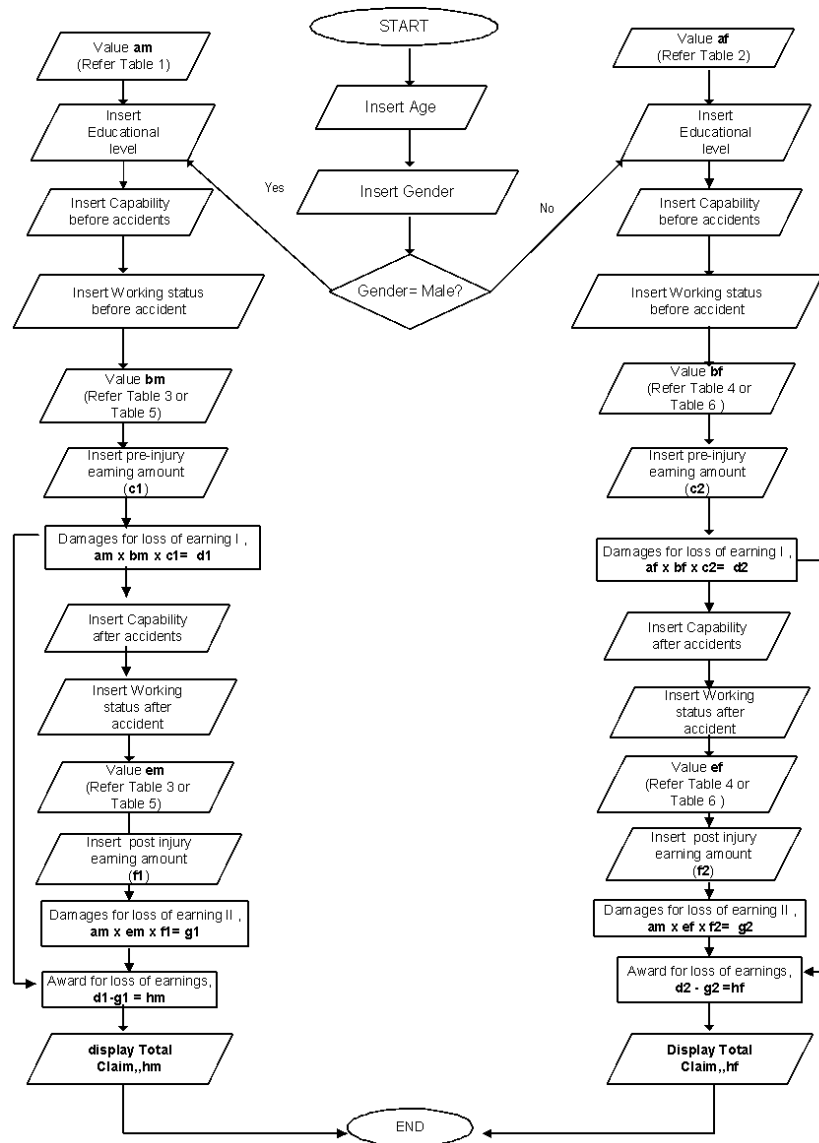 START
Insert Age
Insert Gender
Gender= Male?
Yes
No
Value am
(Refer Table 1)
Insert
Educational
level
Insert Capability
before accidents
Insert Working status
before accident
Value bm
(Refer Table 3 or
Table 5)
Insert pre-injury
earning amount
(c1)
Damages for loss of earning I ,
am x bm x c1= d1
Insert Capability
after accidents
Insert Working
status after
accident
Value em
(Refer Table 3 or
Table 5)
Insert post injury
earning amount
(f1)
Damages for loss of earning II ,
am x em x f1= g1
Award for loss of earnings,
d1-g1 = hm
display Total
Claim,,hm
Value af
(Refer Table 2)
Insert
Educational
level
Insert Capability
before accidents
Insert Working status
before accident
Value bf
(Refer Table 4 or
Table 6 )
Insert pre-injury
earning amount
(c2)
Damages for loss of earning I ,
af x bf x c2= d2
Insert Capability
after accidents
Insert Working
status after
accident
Value ef
(Refer Table 4 or
Table 6 )
Insert post injury
earning amount
(f2)
Damages for loss of earning II ,
am x ef x f2= g2
Award for loss of earnings,
d2 - g2 =hf
Display Total
Claim,,hf
END